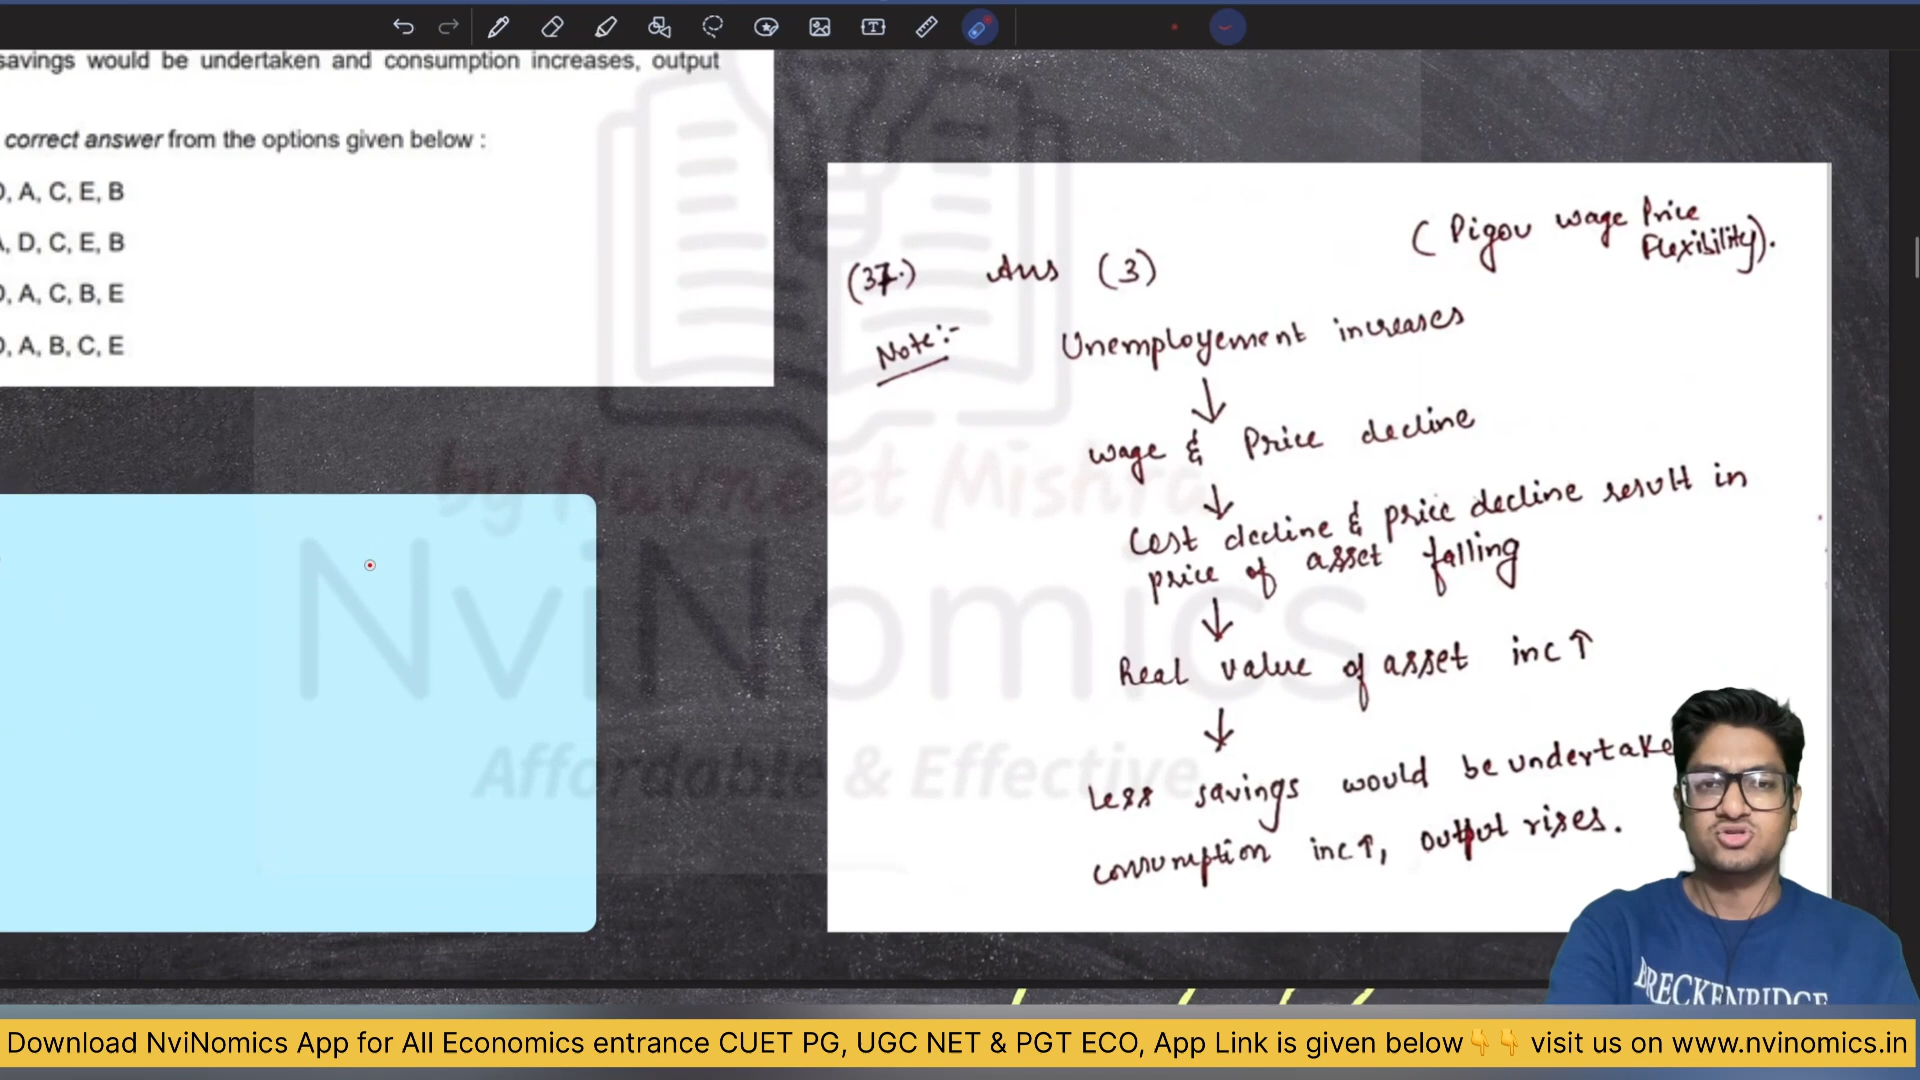 savings would be undertaken and consumption increases, output
correct answer from the options given below :
, A, C, E, B
, D, C, E, B
, A, C, B, E
, A, B, C, E
(Pigou wage Price
Flexibility).
(37.) Ans (3)
Note:- Unemployement increases
↓
wage & Price decline
↓
Cost decline & price decline result in
price of asset falling
↓
Real value of asset inc ↑
↓
Less savings would be undertake
consumption inc↑, output rises.
by Navneet Mishra
NviNomics
Affordable & Effective
BRECKENRIDGE
Download NviNomics App for All Economics entrance CUET PG, UGC NET & PGT ECO, App Link is given below👇👇 visit us on www.nvinomics.in